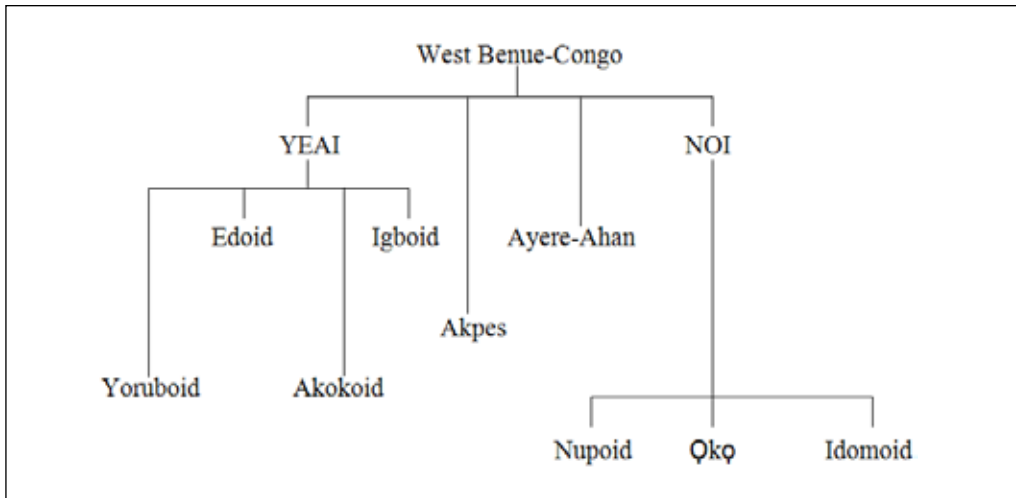 West Benue-Congo
YEAI
NOI
Edoid
Igboid
Ayere-Ahan
Akpes
Yoruboid
Akokoid
Nupoid
Ọkọ
Idomoid